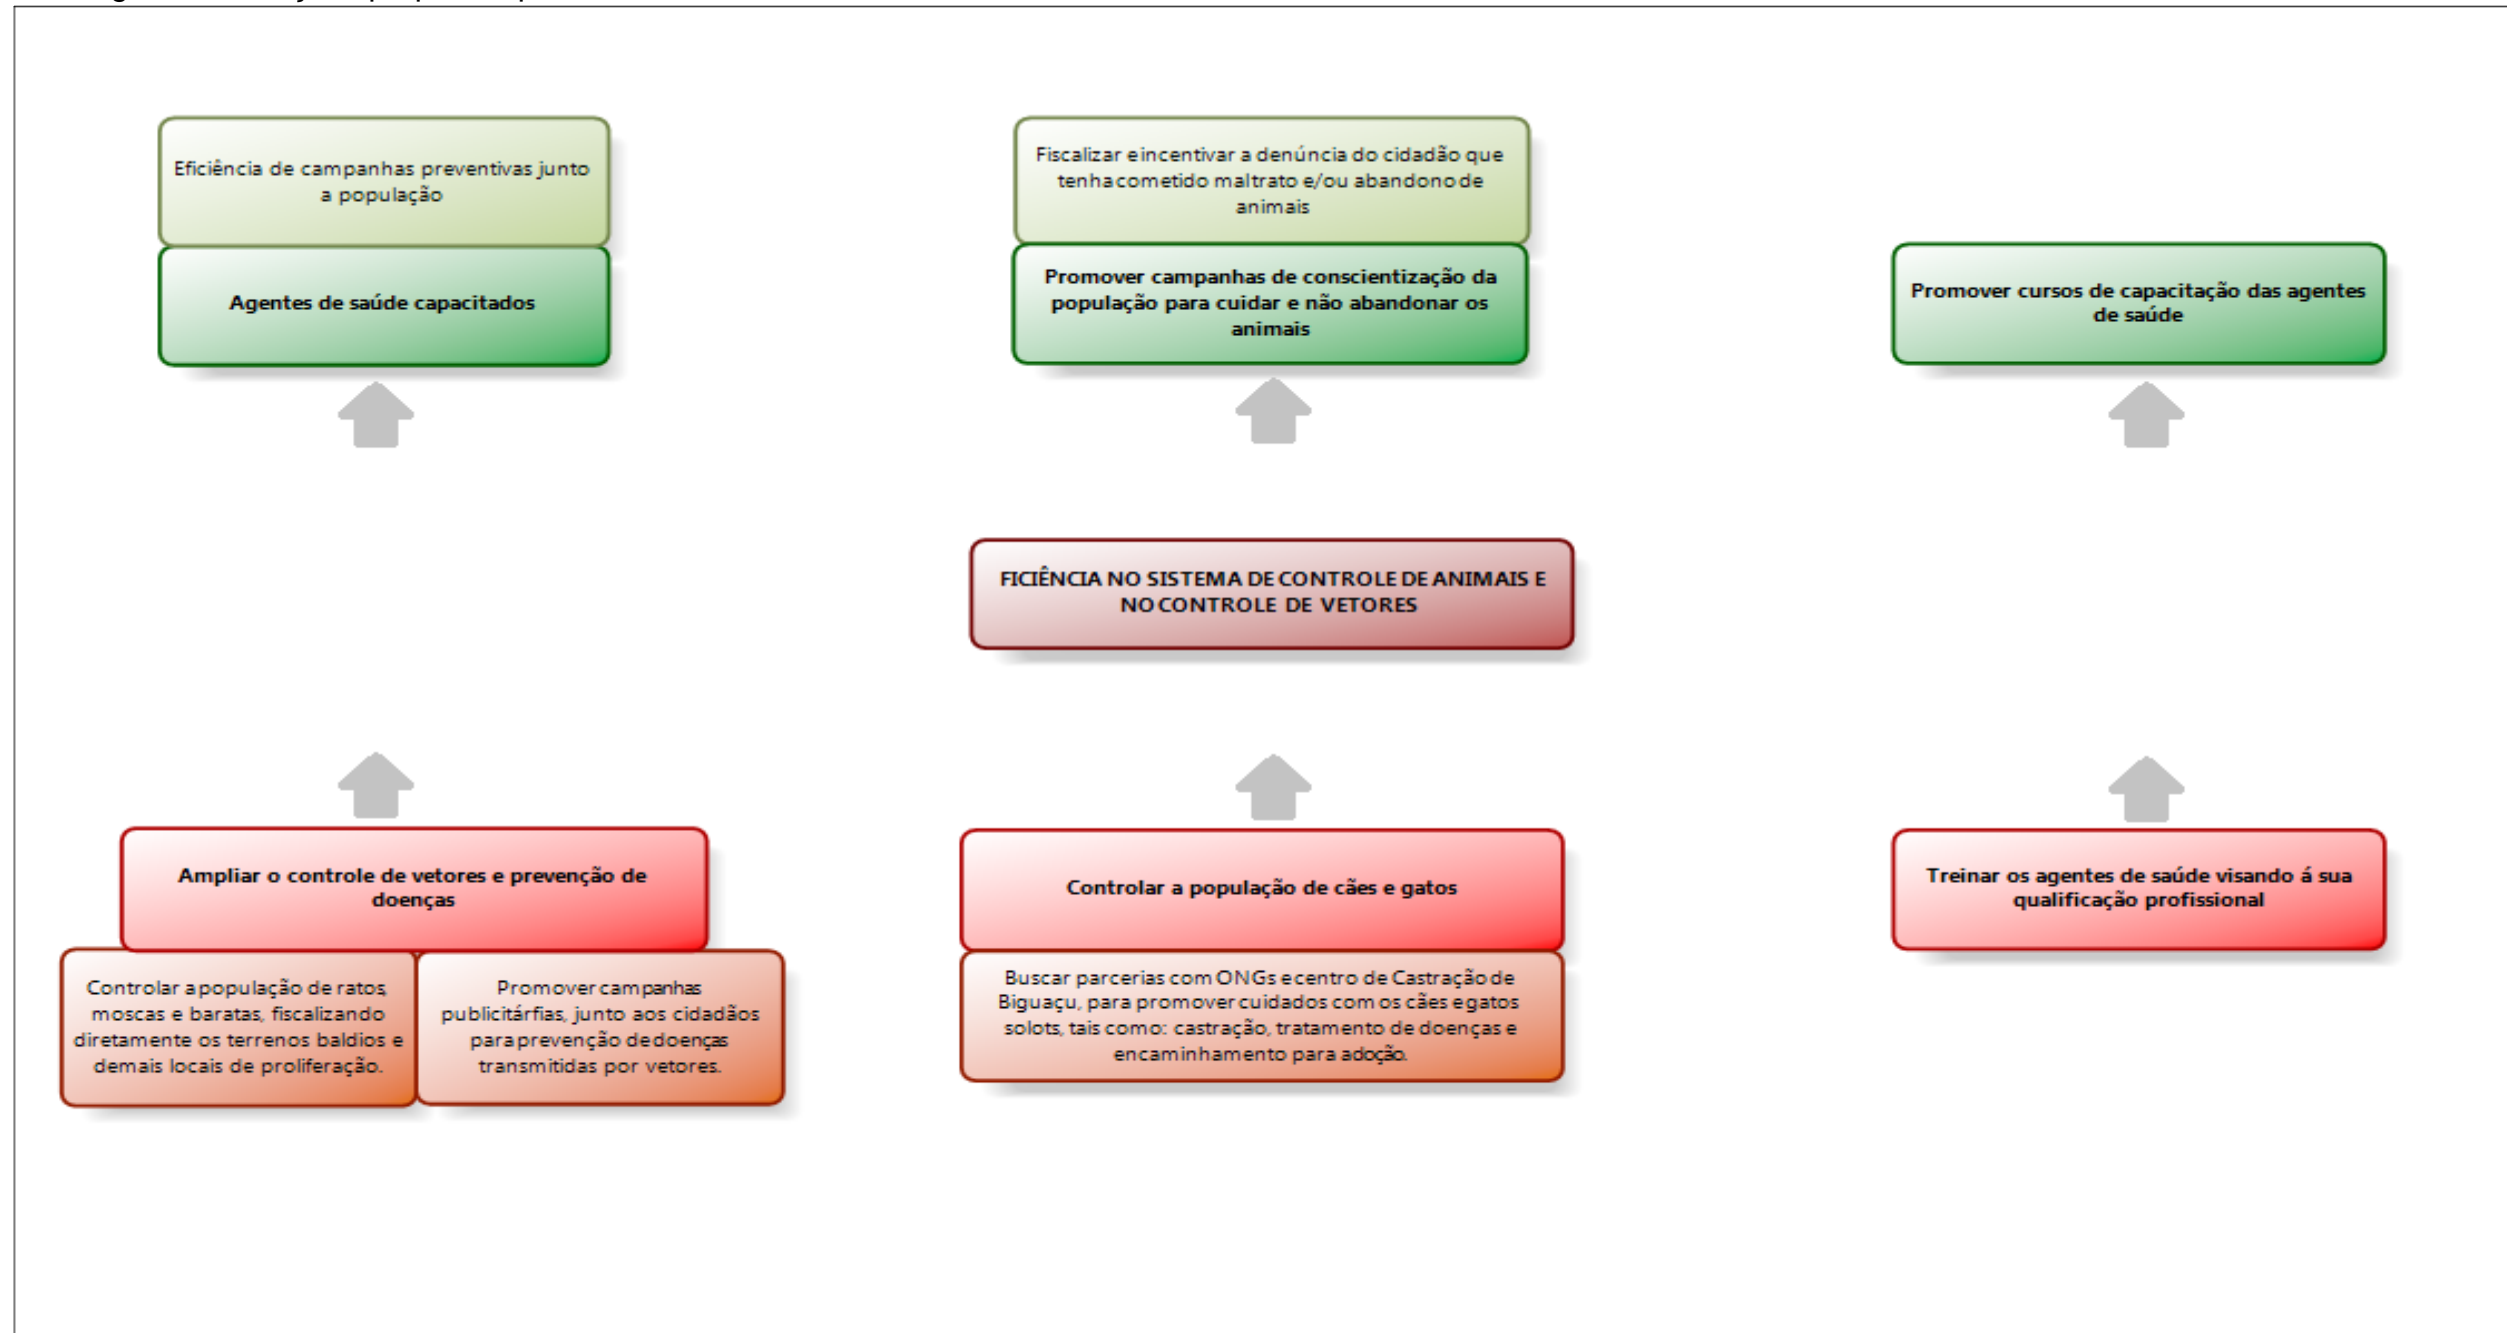 Eficiência de campanhas preventivas junto
a população
Agentes de saúde capacitados
Fiscalizar e incentivar a denúncia do cidadão que
tenha cometido maltrato e/ou abandono de
animais
Promover campanhas de conscientização da
população para cuidar e não abandonar os
animais
Promover cursos de capacitação das agentes
de saúde
FICIÊNCIA NO SISTEMA DE CONTROLE DE ANIMAIS E
NO CONTROLE DE VETORES
Ampliar o controle de vetores e prevenção de
doenças
Controlar a população de ratos,
moscas e baratas, fiscalizando
diretamente os terrenos baldios e
demais locais de proliferação.
Promover campanhas
publicitárfias, junto aos cidadãos
para prevenção de doenças
transmitidas por vetores.
Controlar a população de cães e gatos
Buscar parcerias com ONGs e centro de Castração de
Biguaçu, para promover cuidados com os cães e gatos
solots, tais como: castração, tratamento de doenças e
encaminhamento para adoção.
Treinar os agentes de saúde visando á sua
qualificação profissional